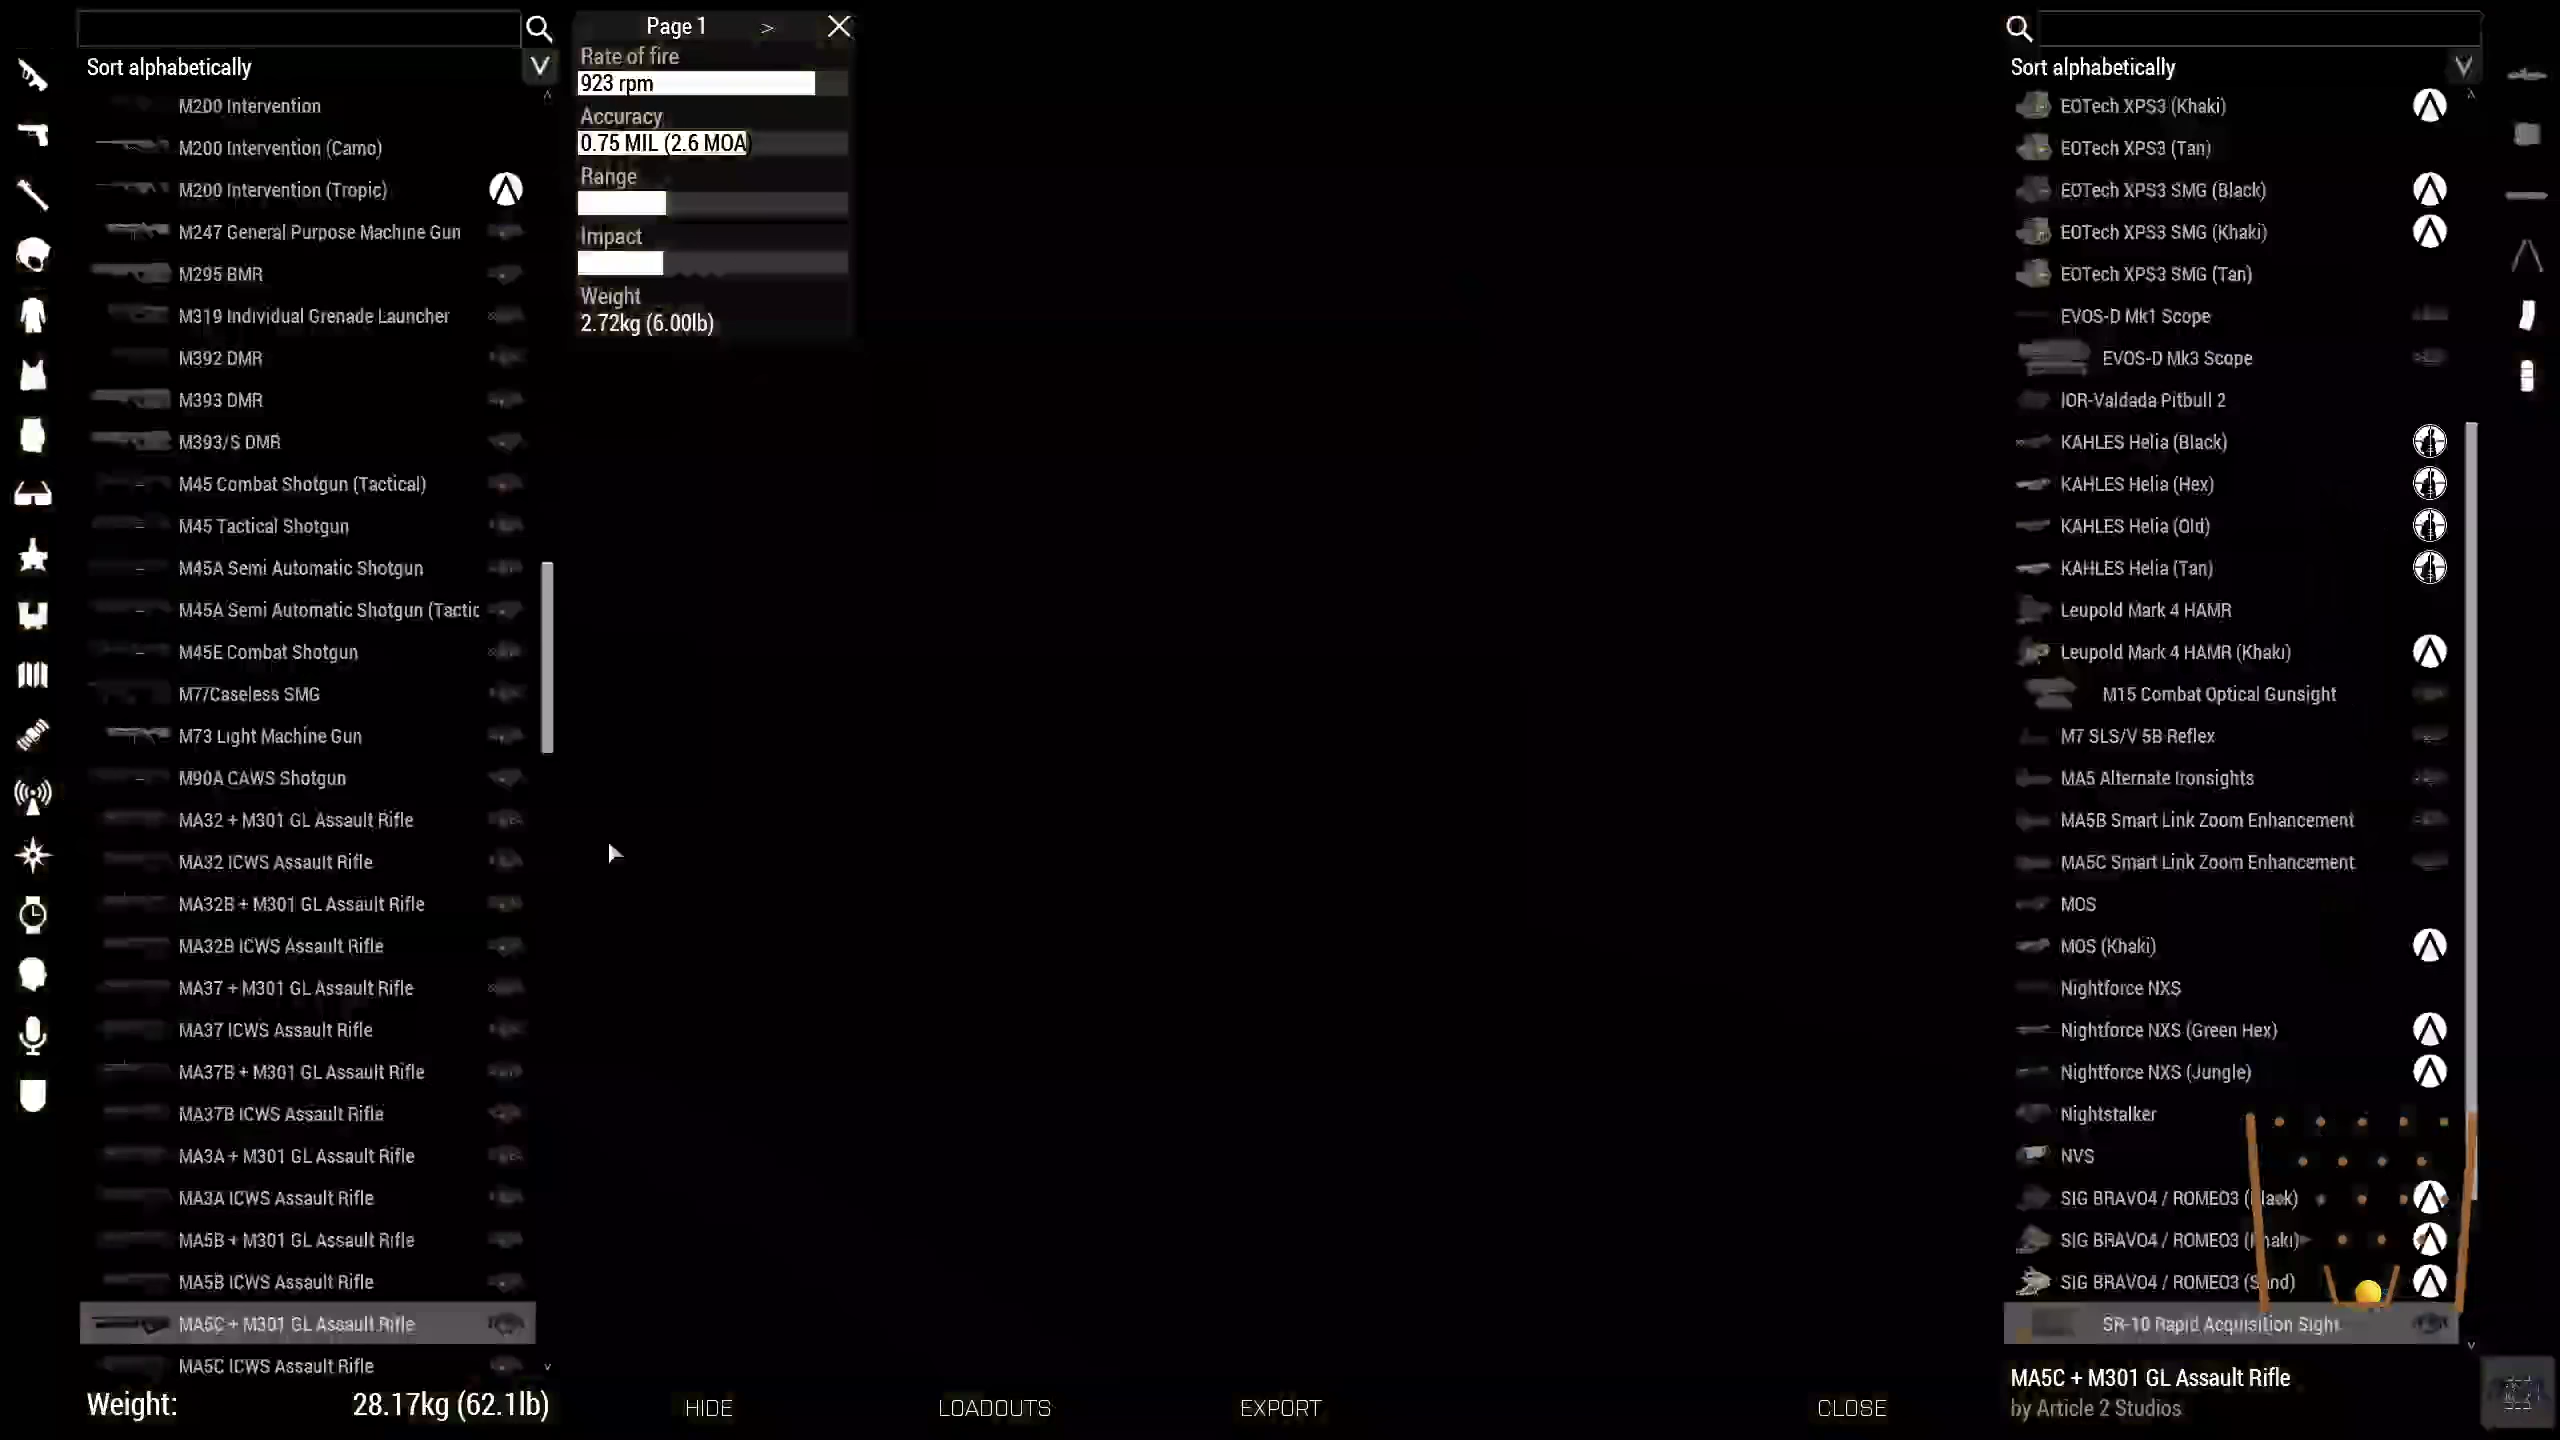 Sort alphabetically
V
M200 Intervention
M200 Intervention (Camo)
M200 Intervention (Tropic)
M247 General Purpose Machine Gun
M295 BMR
M319 Individual Grenade Launcher
M392 DMR
M393 DMR
M393/S DMR
M45 Combat Shotgun (Tactical)
M45 Tactical Shotgun
M45A Semi Automatic Shotgun
M45A Semi Automatic Shotgun (Tactic
M45E Combat Shotgun
M7/Caseless SMG
M73 Light Machine Gun
M90A CAWS Shotgun
MA32 + M301 GL Assault Rifle
MA32 ICWS Assault Rifle
MA32B + M301 GL Assault Rifle
MA32B ICWS Assault Rifle
MA37 + M301 GL Assault Rifle
MA37 ICWS Assault Rifle
MA37B + M301 GL Assault Rifle
MA37B ICWS Assault Rifle
MA3A + M301 GL Assault Rifle
MA3A ICWS Assault Rifle
MA5B + M301 GL Assault Rifle
MA5B ICWS Assault Rifle
MA5C + M301 GL Assault Rifle
MA5C ICWS Assault Rifle
Weight: 28.17kg (62.1lb)
Page 1 >
Rate of fire
923 rpm
Accuracy
0.75 MIL (2.6 MOA)
Range
Impact
Weight
2.72kg (6.00lb)
HIDE LOADOUTS EXPORT CLOSE
Sort alphabetically
V
EOTech XPS3 (Khaki)
EOTech XPS3 (Tan)
EOTech XPS3 SMG (Black)
EOTech XPS3 SMG (Khaki)
EOTech XPS3 SMG (Tan)
EVOS-D Mk1 Scope
EVOS-D Mk3 Scope
IOR-Valdada Pitbull 2
KAHLES Helia (Black)
KAHLES Helia (Hex)
KAHLES Helia (Old)
KAHLES Helia (Tan)
Leupold Mark 4 HAMR
Leupold Mark 4 HAMR (Khaki)
M15 Combat Optical Gunsight
M7 SLS/V 5B Reflex
MA5 Alternate Ironsights
MA5B Smart Link Zoom Enhancement
MA5C Smart Link Zoom Enhancement
MOS
MOS (Khaki)
Nightforce NXS
Nightforce NXS (Green Hex)
Nightforce NXS (Jungle)
Nightstalker
NVS
SIG BRAVO4 / ROMEO3 (Black)
SIG BRAVO4 / ROMEO3 (Khaki)
SIG BRAVO4 / ROMEO3 (Sand)
SR-10 Rapid Acquisition Sight
MA5C + M301 GL Assault Rifle
by Article 2 Studios